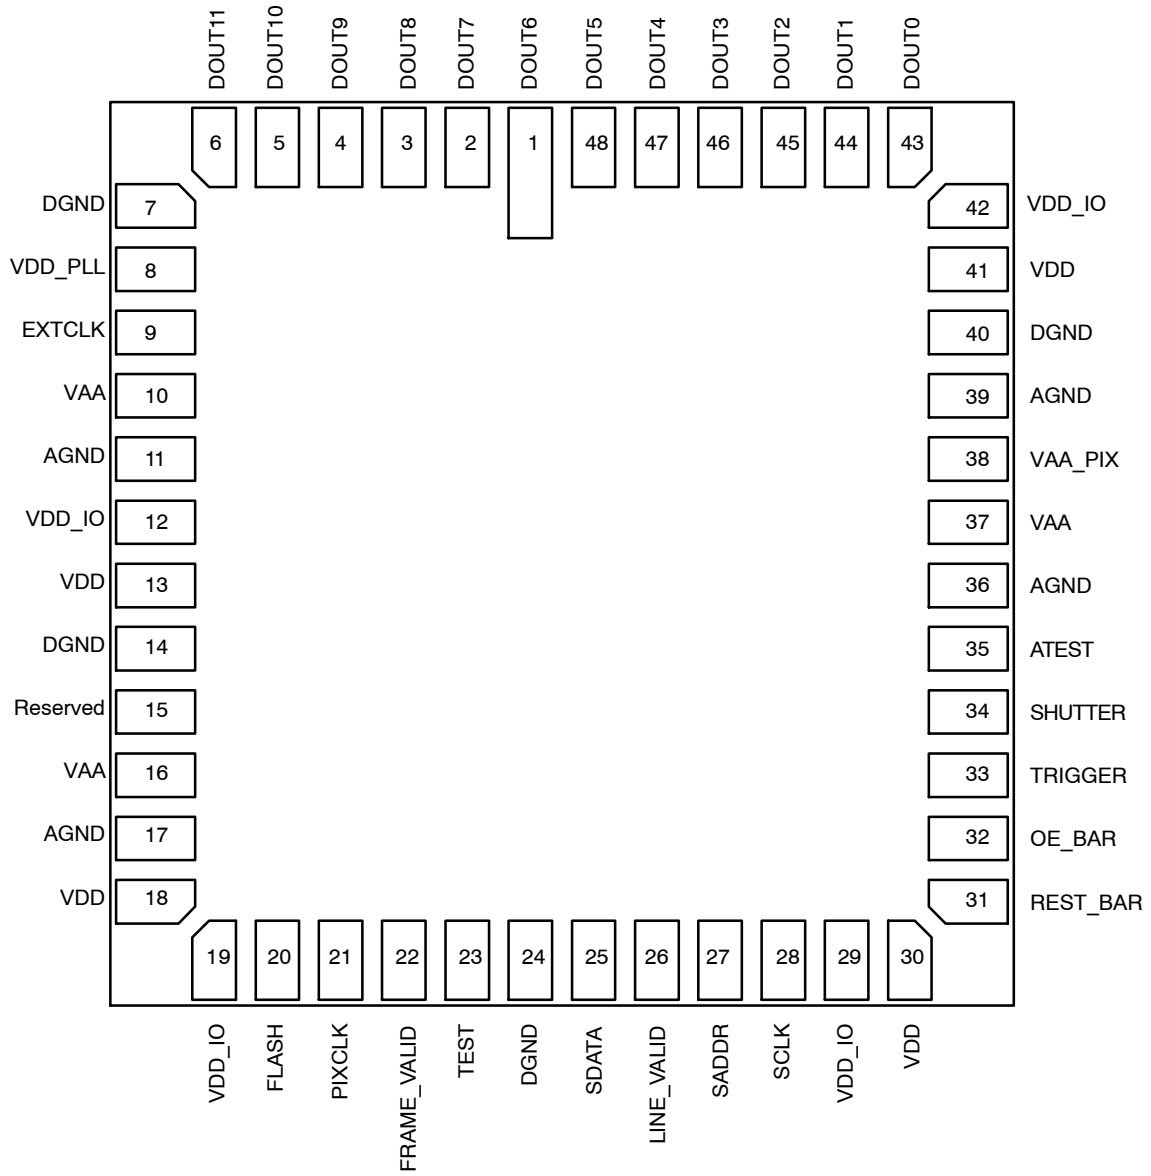 DOUT11 DOUT10 DOUT9 DOUT8 DOUT7 DOUT6 DOUT5 DOUT4 DOUT3 DOUT2 DOUT1 DOUT0
6 5 4 3 2 1 48 47 46 45 44 43
DGND 7 42 VDD_IO
VDD_PLL 8 41 VDD
EXTCLK 9 40 DGND
VAA 10 39 AGND
AGND 11 38 VAA_PIX
VDD_IO 12 37 VAA
VDD 13 36 AGND
DGND 14 35 ATEST
Reserved 15 34 SHUTTER
VAA 16 33 TRIGGER
AGND 17 32 OE_BAR
VDD 18 31 REST_BAR
19 20 21 22 23 24 25 26 27 28 29 30
VDD_IO FLASH PIXCLK FRAME_VALID TEST DGND SDATA LINE_VALID SADDR SCLK VDD_IO VDD